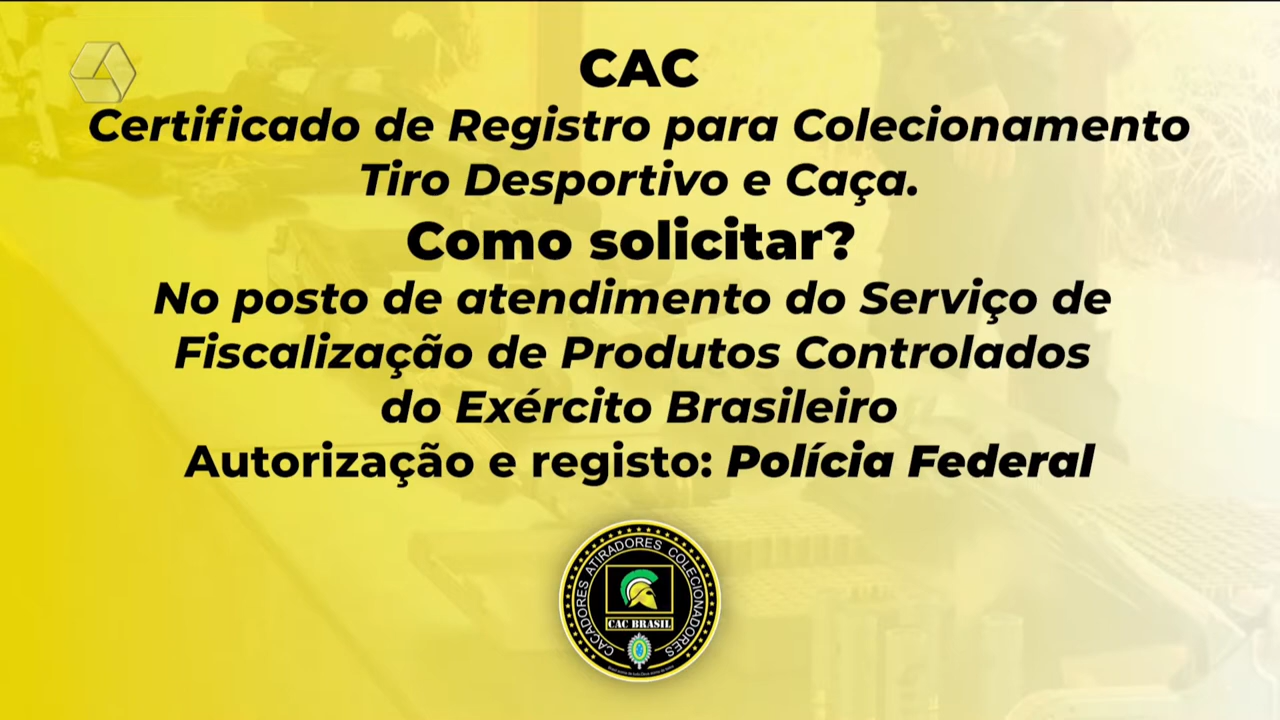 CAC
Certificado de Registro para Colecionamento
Tiro Desportivo e Caça.
Como solicitar?
No posto de atendimento do Serviço de
Fiscalização de Produtos Controlados
do Exército Brasileiro
Autorização e registo: Polícia Federal
CAÇADORES ATIRADORES COLECIONADORES
CAC BRASIL